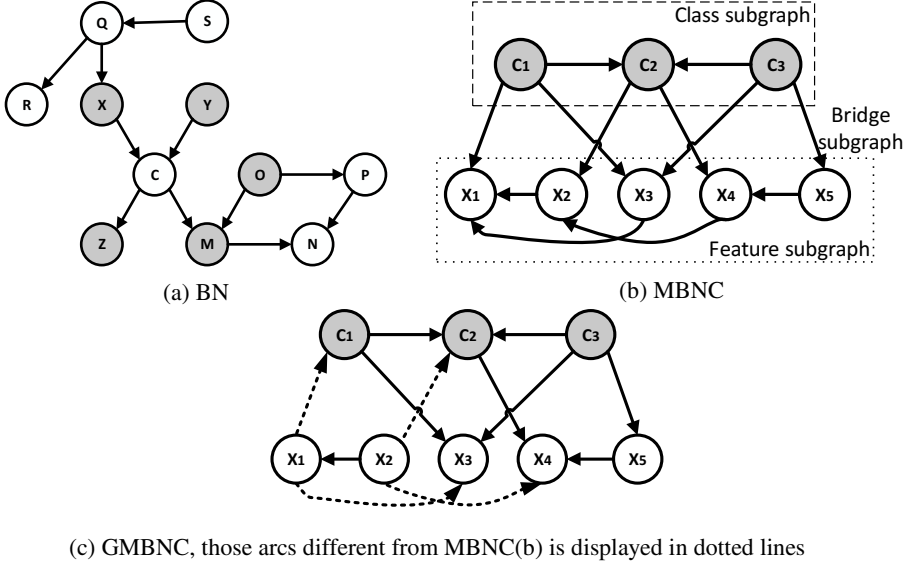 Q
S
R
X
Y
C
O
P
Z
M
N
(a) BN
Class subgraph
C1
C2
C3
Bridge
subgraph
X1
X2
X3
X4
X5
Feature subgraph
(b) MBNC
C1
C2
C3
X1
X2
X3
X4
X5
(c) GMBNC, those arcs different from MBNC(b) is displayed in dotted lines